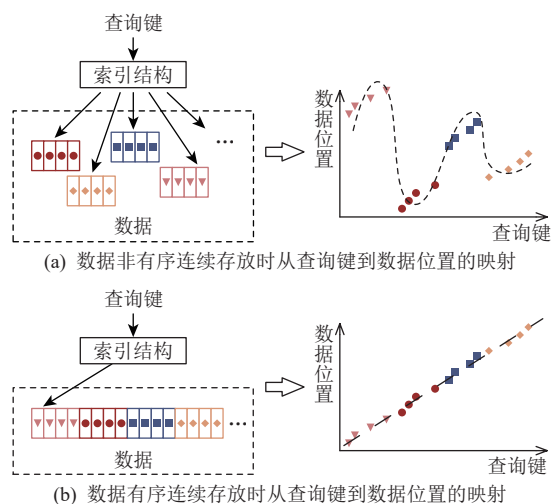 查询键
索引结构
…
数据
数据位置
查询键
(a) 数据非有序连续存放时从查询键到数据位置的映射
查询键
索引结构
…
数据
数据位置
查询键
(b) 数据有序连续存放时从查询键到数据位置的映射